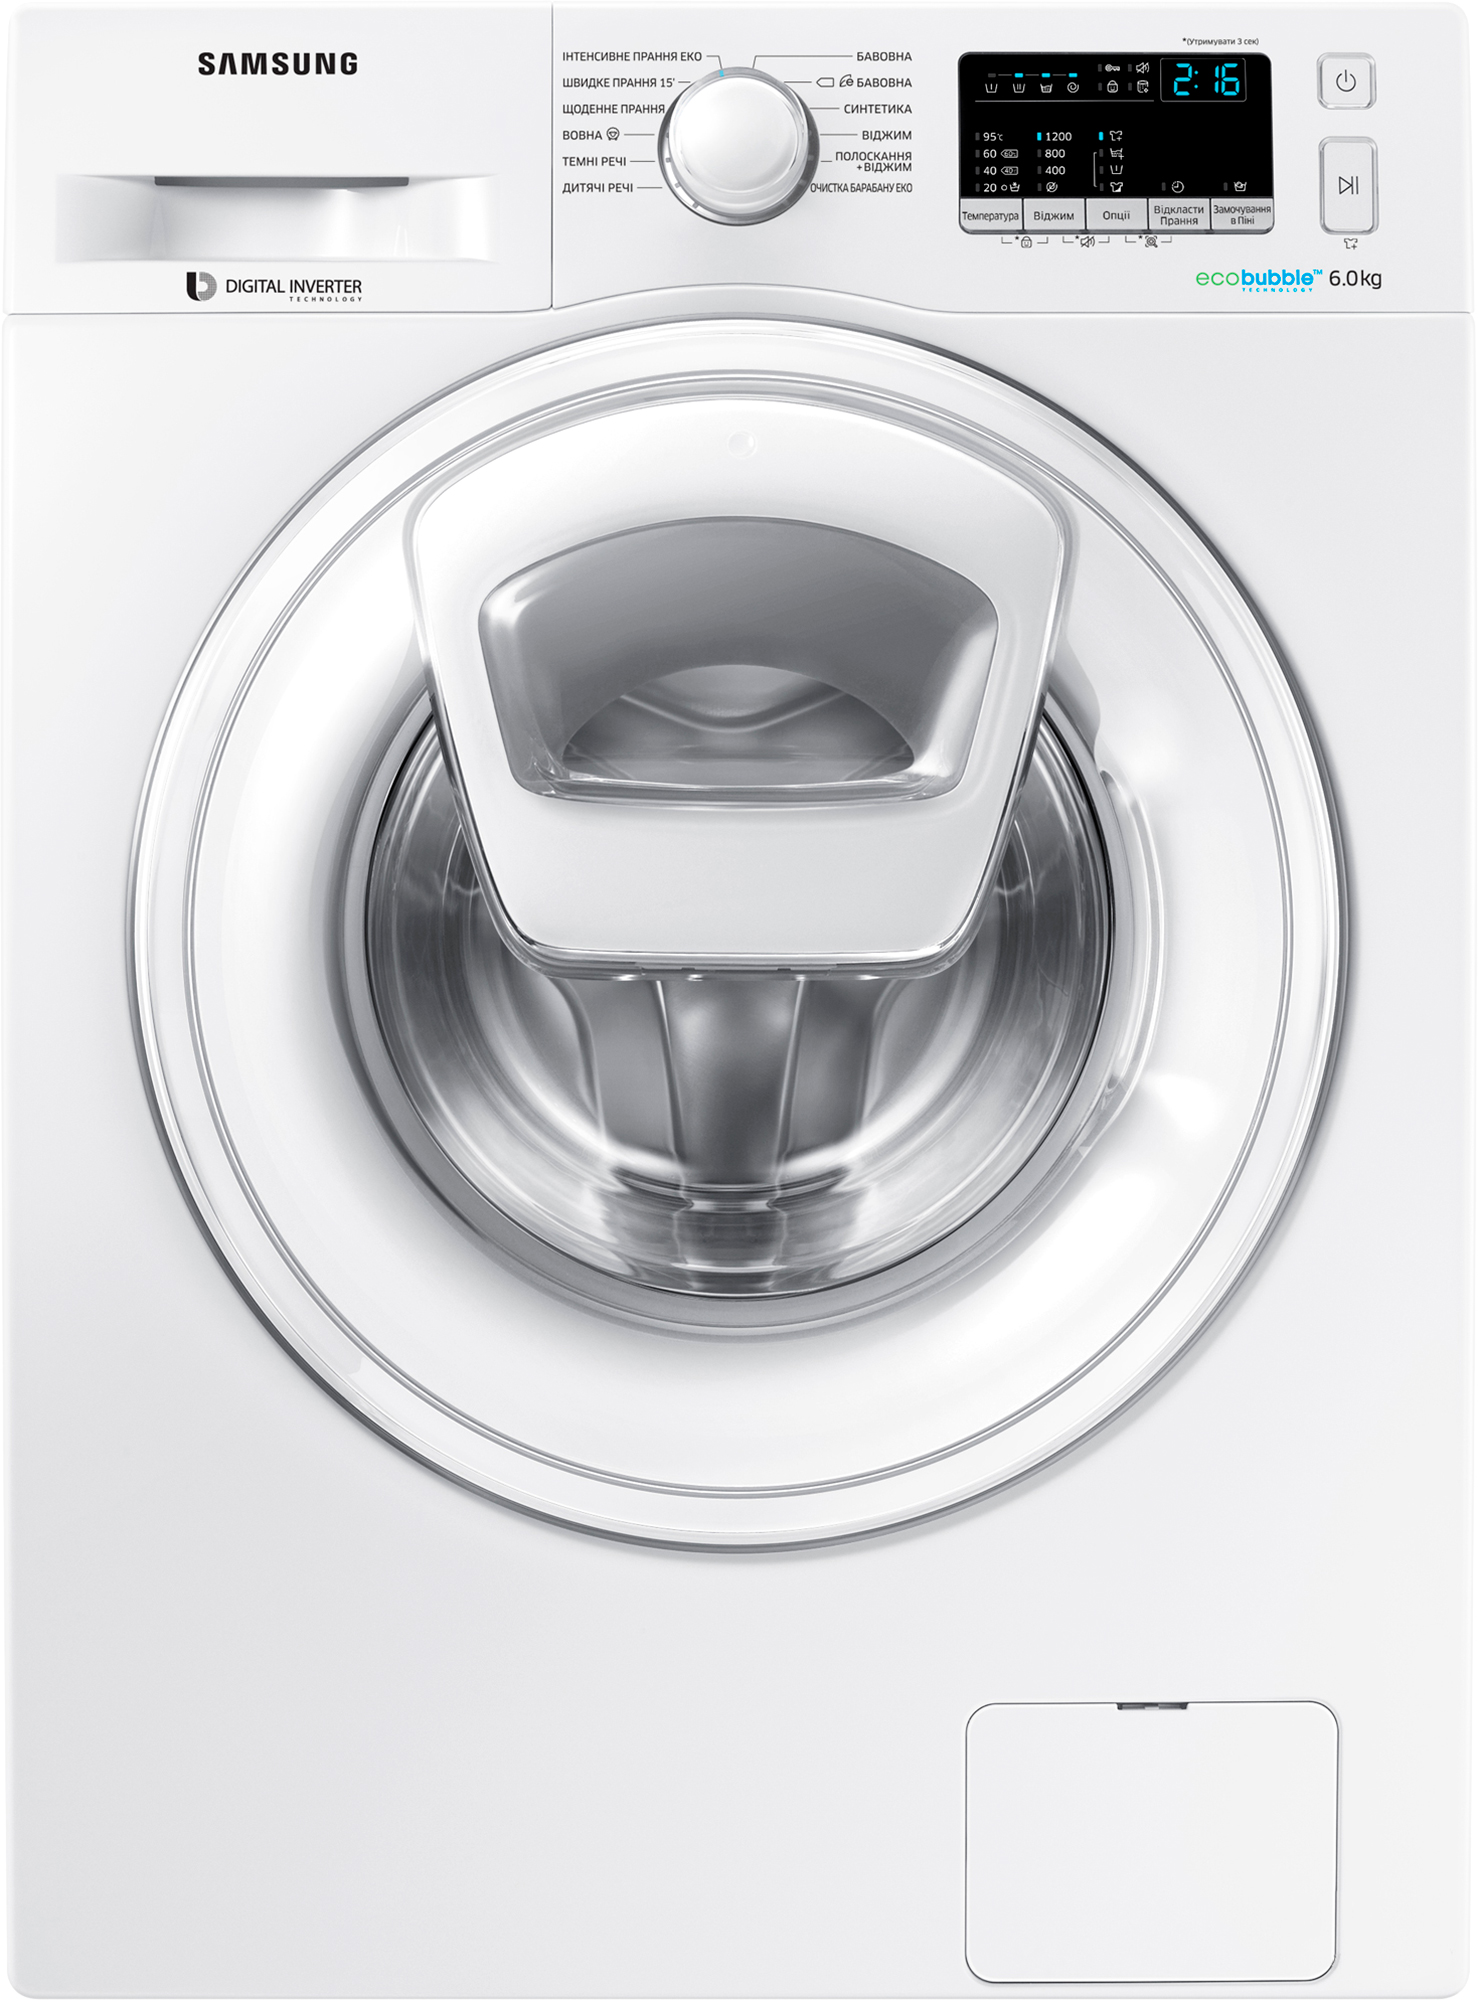 SAMSUNG
DIGITAL INVERTER
TECHNOLOGY
ІНТЕНСИВНЕ ПРАННЯ ЕКО
ШВИДКЕ ПРАННЯ 15'
ЩОДЕННЕ ПРАННЯ
ВОВНА
ТЕМНІ РЕЧІ
ДИТЯЧІ РЕЧІ
БАВОВНА
БАВОВНА
СИНТЕТИКА
ВІДЖИМ
ПОЛОСКАННЯ
+ВІДЖИМ
ОЧИСТКА БАРАБАНУ ЕКО
*(Утримувати 3 сек)
2:16
95℃ 1200
60 60 800
40 40 400
20
Температура Віджим Опції Відкласти Прання Замочування в Піні
* * *
ecobubble™ 6.0kg
TECHNOLOGY